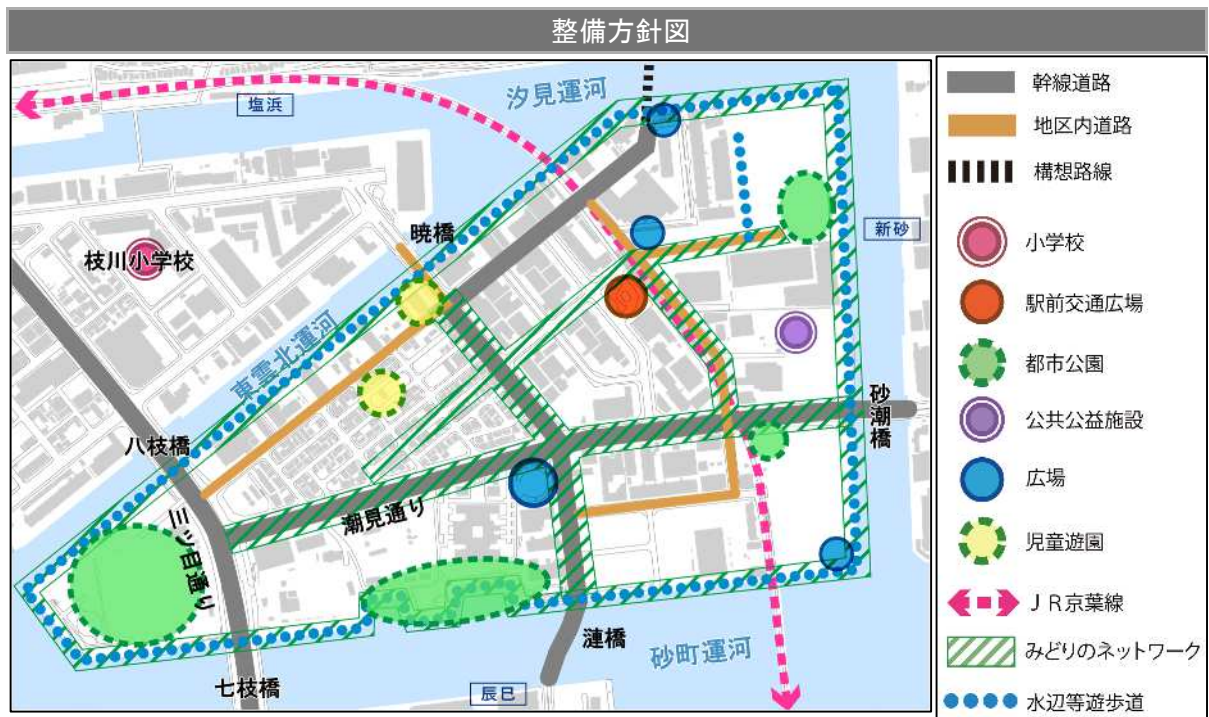 整備方針図
汐見運河
塩浜
暁橋
新砂
枝川小学校
東雲北運河
砂潮橋
八枝橋
潮見通り
三ツ目通り
漣橋
砂町運河
七枝橋
辰巳
幹線道路
地区内道路
構想路線
小学校
駅前交通広場
都市公園
公共公益施設
広場
児童遊園
JR京葉線
みどりのネットワーク
水辺等遊歩道